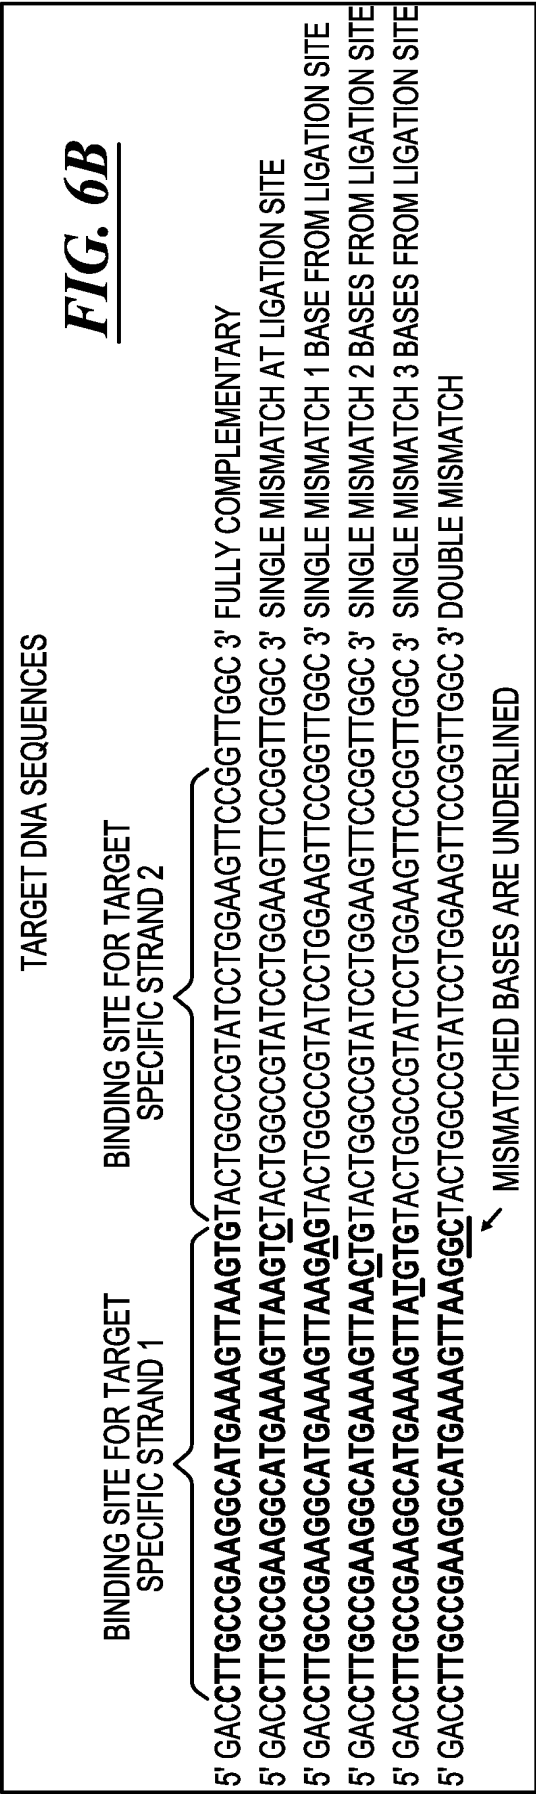 TARGET DNA SEQUENCES
FIG. 6B
BINDING SITE FOR TARGET
SPECIFIC STRAND 1
BINDING SITE FOR TARGET
SPECIFIC STRAND 2
5' GACCTTGCCGAAGGCATGAAAGTTAAGTGTACTGGCCGTATCCTGGAAGTTCCGGTTGGC 3' FULLY COMPLEMENTARY
5' GACCTTGCCGAAGGCATGAAAGTTAAGTCTACTGGCCGTATCCTGGAAGTTCCGGTTGGC 3' SINGLE MISMATCH AT LIGATION SITE
5' GACCTTGCCGAAGGCATGAAAGTTAAGAGTACTGGCCGTATCCTGGAAGTTCCGGTTGGC 3' SINGLE MISMATCH 1 BASE FROM LIGATION SITE
5' GACCTTGCCGAAGGCATGAAAGTTAACTGTACTGGCCGTATCCTGGAAGTTCCGGTTGGC 3' SINGLE MISMATCH 2 BASES FROM LIGATION SITE
5' GACCTTGCCGAAGGCATGAAAGTTATGTGTACTGGCCGTATCCTGGAAGTTCCGGTTGGC 3' SINGLE MISMATCH 3 BASES FROM LIGATION SITE
5' GACCTTGCCGAAGGCATGAAAGTTAAGGCTACTGGCCGTATCCTGGAAGTTCCGGTTGGC 3' DOUBLE MISMATCH
MISMATCHED BASES ARE UNDERLINED